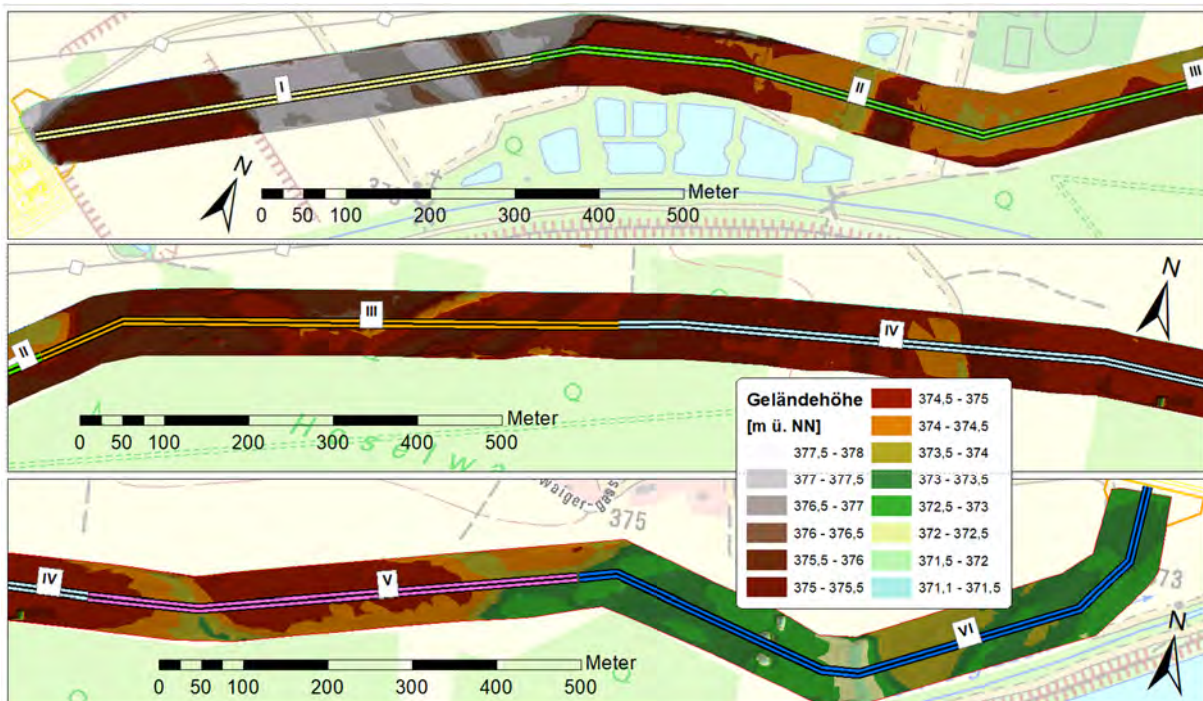 I
II
III
N
375
Meter
0 50 100 200 300 400 500
III
N
II
IV
Meter
0 50 100 200 300 400 500
Geländehöhe
[m ü. NN]
377,5 - 378
377 - 377,5
376,5 - 377
376 - 376,5
375,5 - 376
375 - 375,5
374,5 - 375
374 - 374,5
373,5 - 374
373 - 373,5
372,5 - 373
372 - 372,5
371,5 - 372
371,1 - 371,5
waiger-gass
375
IV
V
VI
73
N
Meter
0 50 100 200 300 400 500